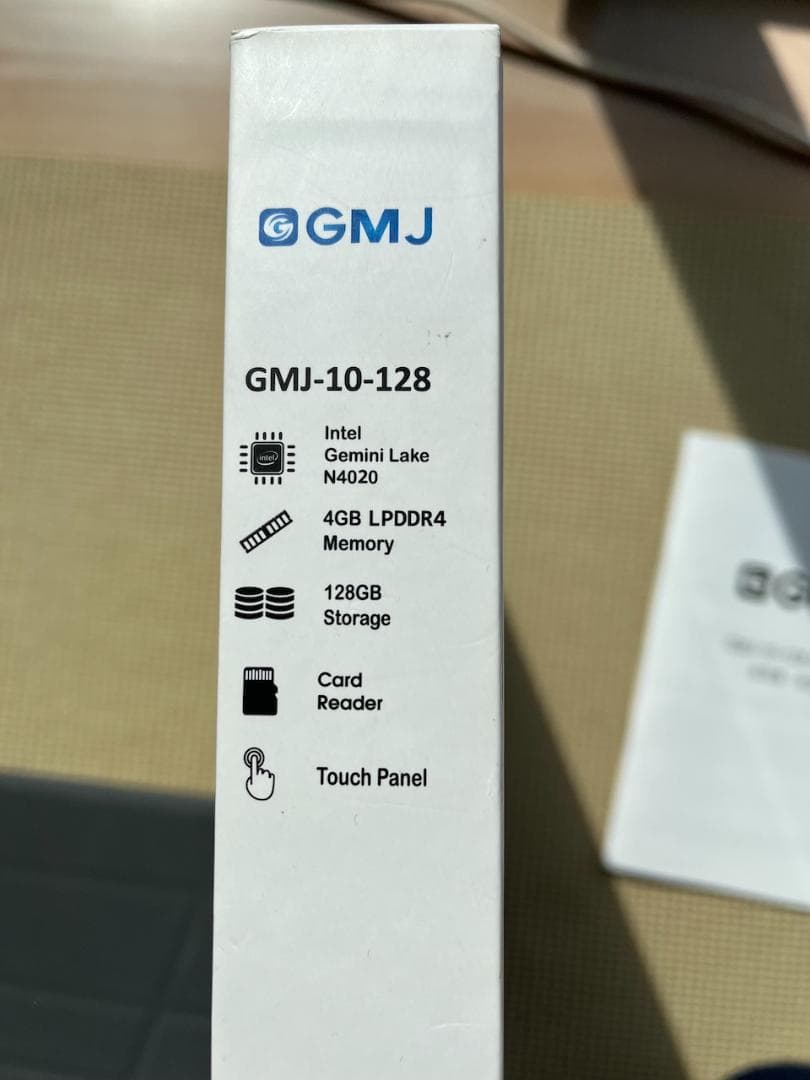 GMJ
GMJ-10-128
intel
Intel
Gemini Lake
N4020
4GB LPDDR4
Memory
128GB
Storage
Card
Reader
Touch Panel